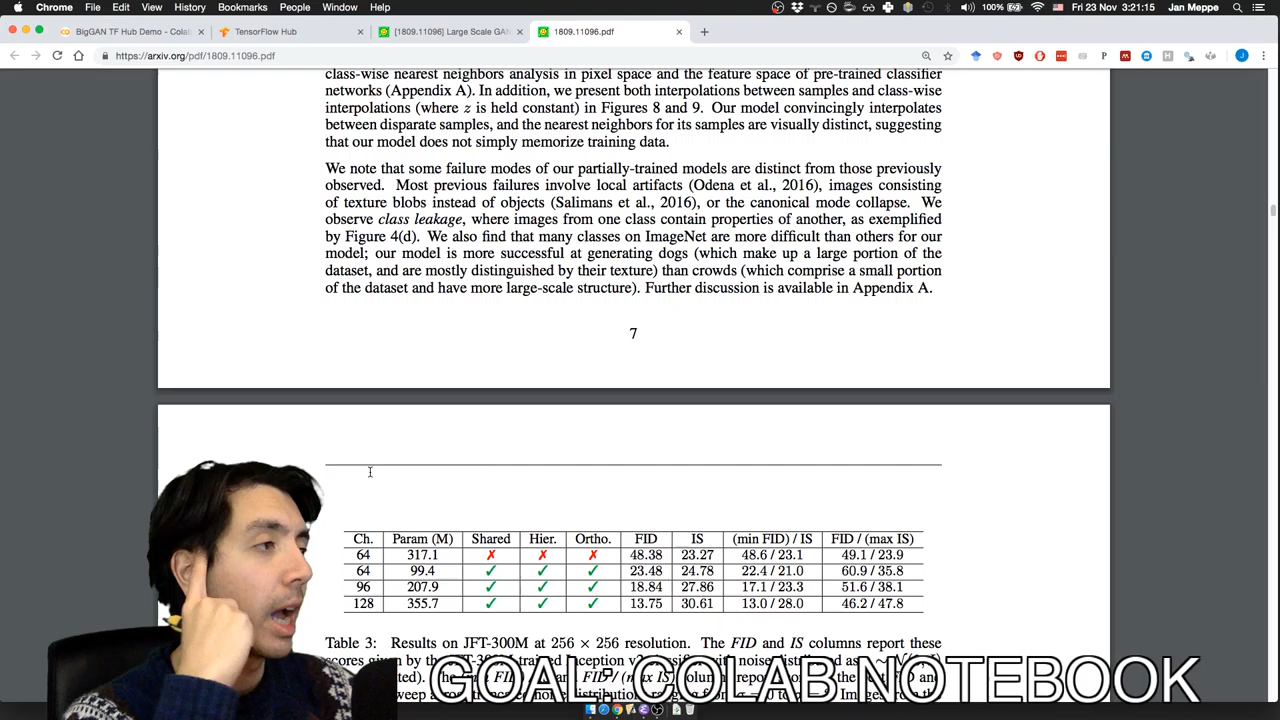 Chrome File Edit View History Bookmarks People Window Help 100% Fri 23 Nov 3:21:15 Jan Meppe
BigGAN TF Hub Demo - Colab × TensorFlow Hub × [1809.11096] Large Scale GAN × 1809.11096.pdf ×
https://arxiv.org/pdf/1809.11096.pdf
class-wise nearest neighbors analysis in pixel space and the feature space of pre-trained classifier
networks (Appendix A). In addition, we present both interpolations between samples and class-wise
interpolations (where z is held constant) in Figures 8 and 9. Our model convincingly interpolates
between disparate samples, and the nearest neighbors for its samples are visually distinct, suggesting
that our model does not simply memorize training data.
We note that some failure modes of our partially-trained models are distinct from those previously
observed. Most previous failures involve local artifacts (Odena et al., 2016), images consisting
of texture blobs instead of objects (Salimans et al., 2016), or the canonical mode collapse. We
observe class leakage, where images from one class contain properties of another, as exemplified
by Figure 4(d). We also find that many classes on ImageNet are more difficult than others for our
model; our model is more successful at generating dogs (which make up a large portion of the
dataset, and are mostly distinguished by their texture) than crowds (which comprise a small portion
of the dataset and have more large-scale structure). Further discussion is available in Appendix A.
7
Ch. Param (M) Shared Hier. Ortho. FID IS (min FID) / IS FID / (max IS)
64 317.1 ✗ ✗ ✗ 48.38 23.27 48.6 / 23.1 49.1 / 23.9
64 99.4 ✓ ✓ ✓ 23.48 24.78 22.4 / 21.0 60.9 / 35.8
96 207.9 ✓ ✓ ✓ 18.84 27.86 17.1 / 23.3 51.6 / 38.1
128 355.7 ✓ ✓ ✓ 13.75 30.61 13.0 / 28.0 46.2 / 47.8
Table 3: Results on JFT-300M at 256 × 256 resolution. The FID and IS columns report these
scores given by the
GOAL: COLAB NOTEBOOK